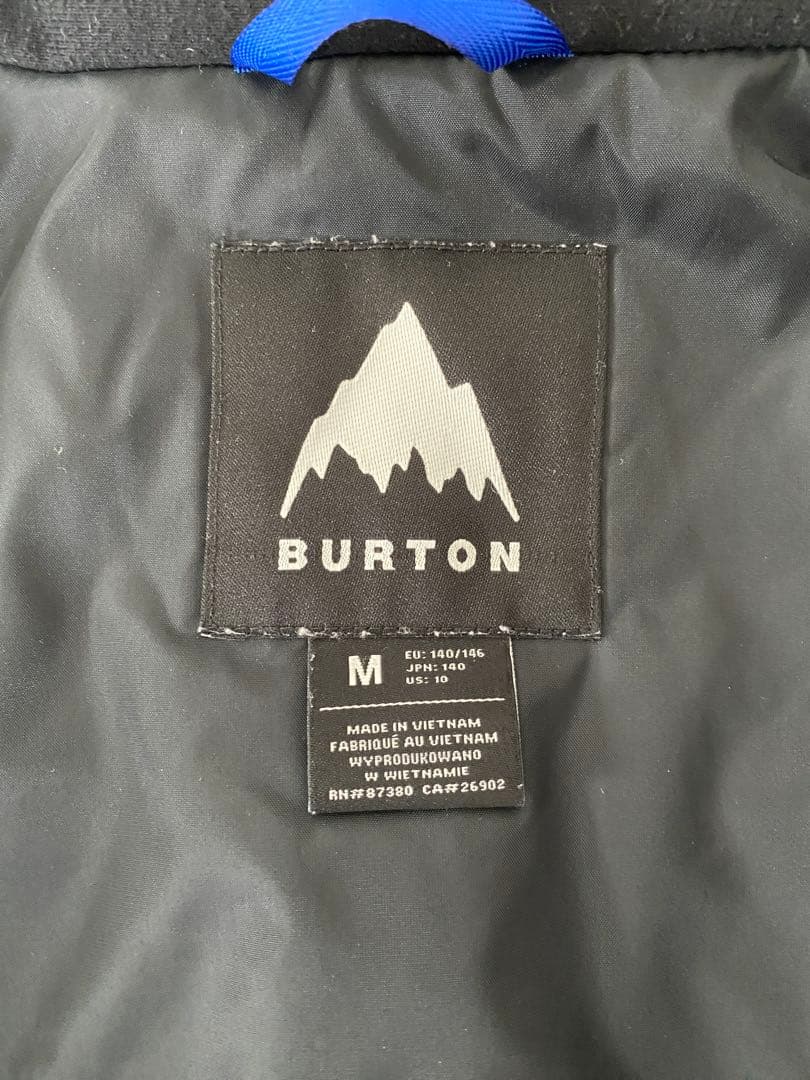 BURTON
M
EU: 140/146
JPN: 140
US: 10
MADE IN VIETNAM
FABRIQUÉ AU VIETNAM
WYPRODUKOWANO
W WIETNAMIE
RN#87380 CA#26902